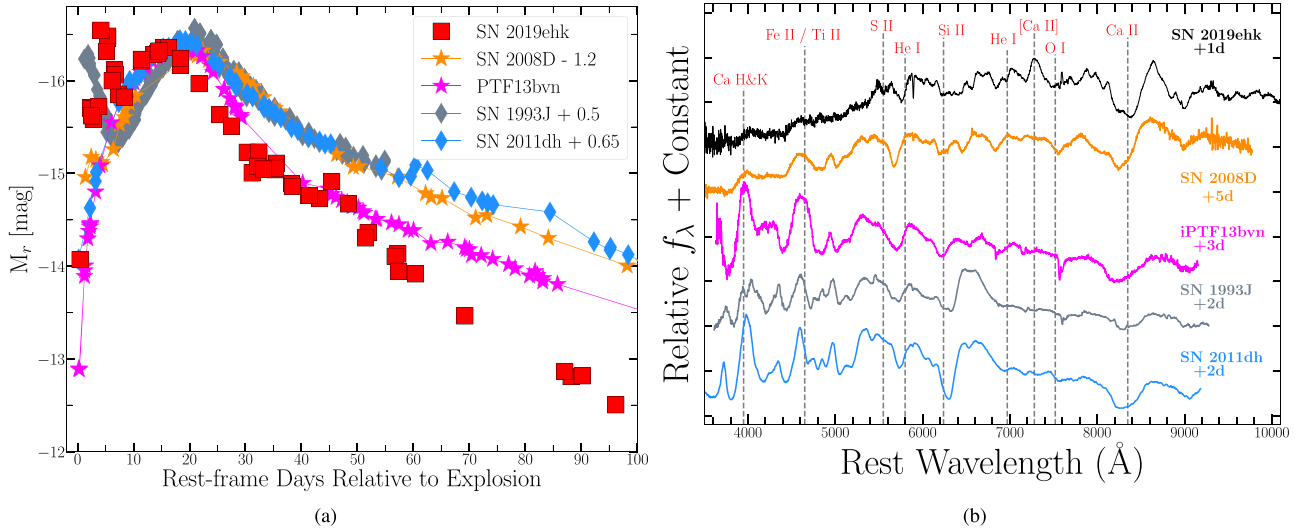 SN 2019ehk
SN 2008D - 1.2
PTF13bvn
SN 1993J + 0.5
SN 2011dh + 0.65
M_r [mag]
−16
−15
−14
−13
−12
0 10 20 30 40 50 60 70 80 90 100
Rest-frame Days Relative to Explosion
(a)
Ca H&K
Fe II / Ti II
S II
He I
Si II
He I
[Ca II]
O I
Ca II
SN 2019ehk
+1d
SN 2008D
+5d
iPTF13bvn
+3d
SN 1993J
+2d
SN 2011dh
+2d
Relative f_λ + Constant
4000 5000 6000 7000 8000 9000 10000
Rest Wavelength (Å)
(b)